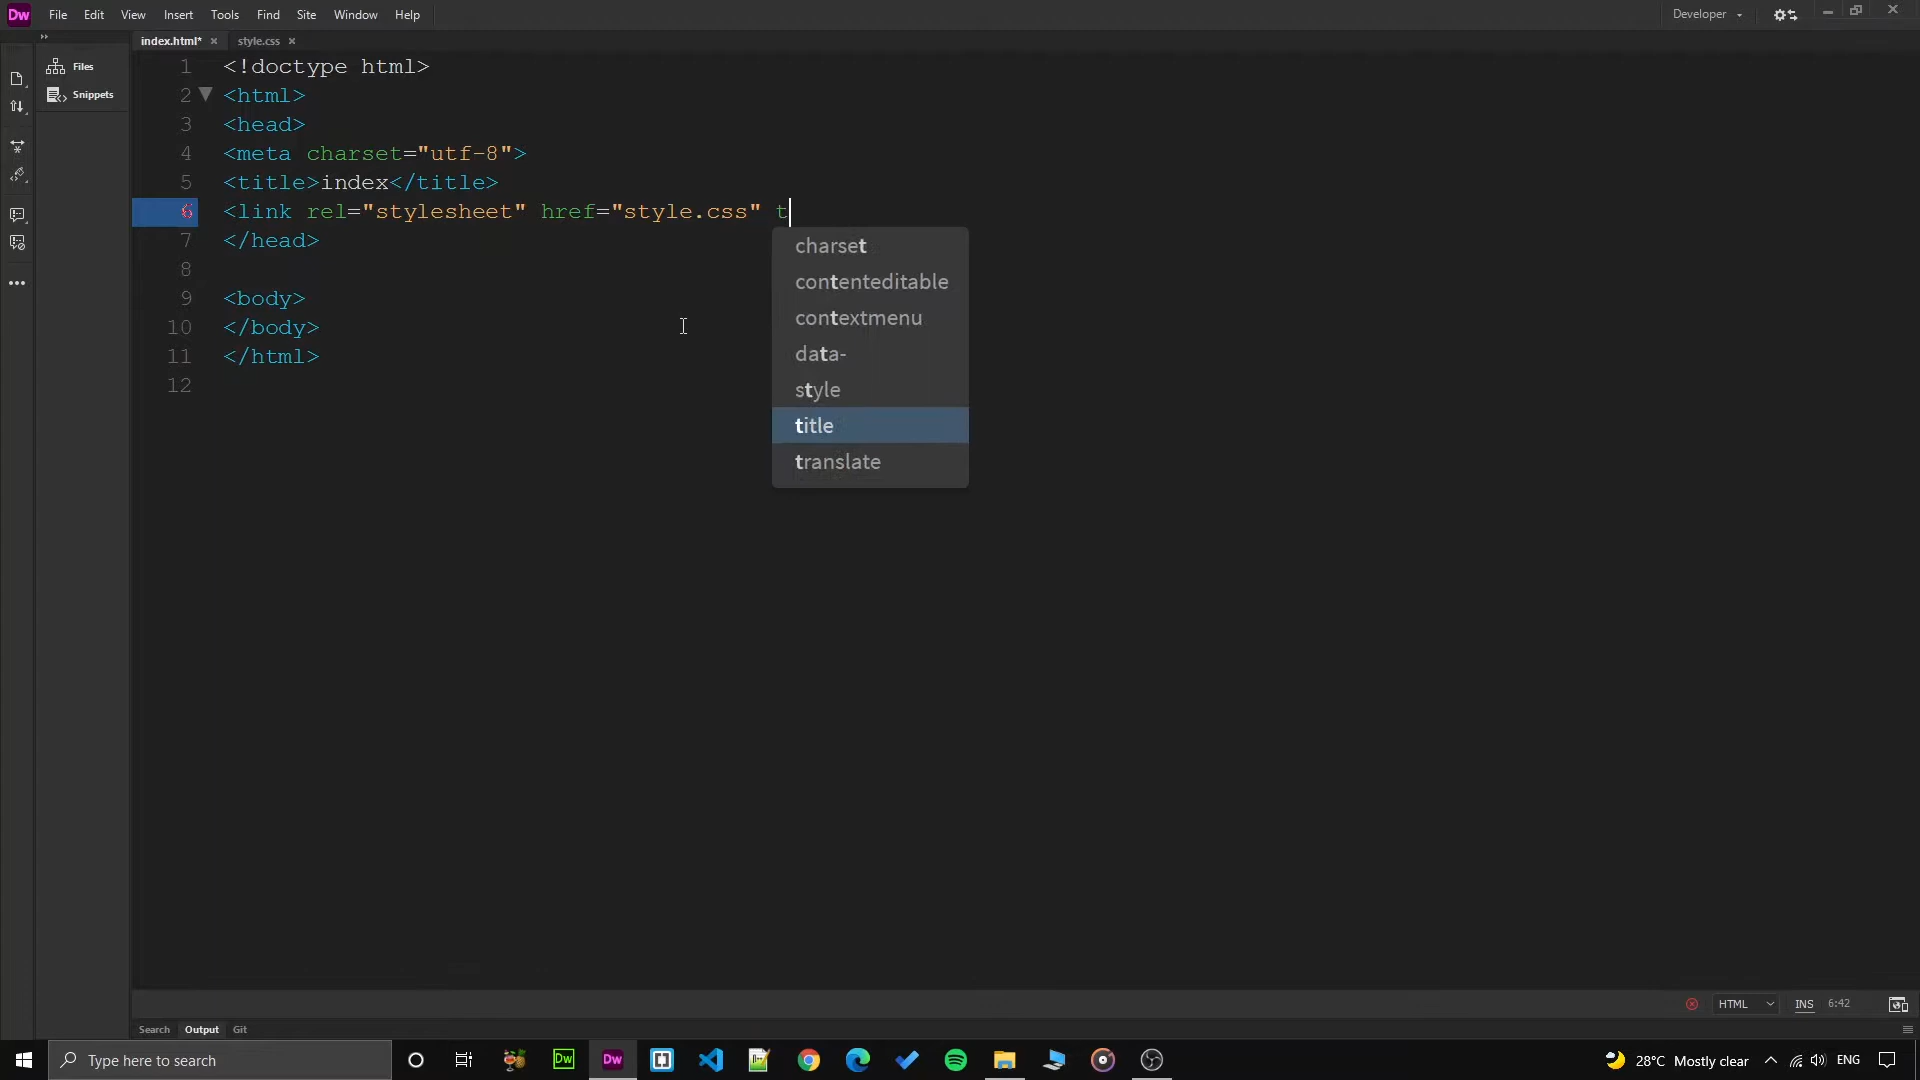 Dw File Edit View Insert Tools Find Site Window Help Developer
index.html* × style.css ×
Files
Snippets
1 <!doctype html>
2 <html>
3 <head>
4 <meta charset="utf-8">
5 <title>index</title>
6 <link rel="stylesheet" href="style.css" t
7 </head>
8
9 <body>
10 </body>
11 </html>
12
charset
contenteditable
contextmenu
data-
style
title
translate
HTML INS 6:42
Search Output Git
Type here to search Dw Dw 28°C Mostly clear ENG